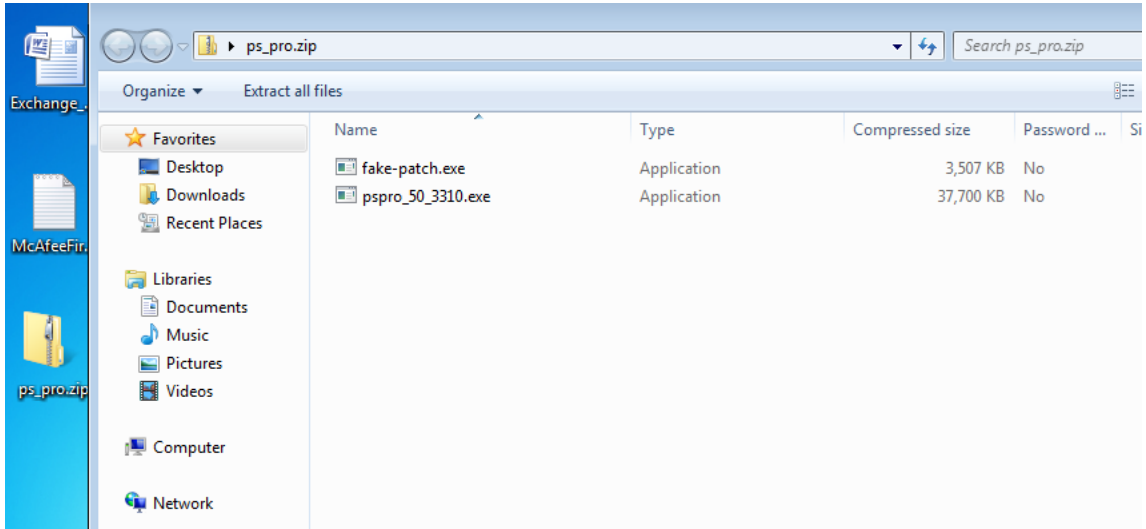 ps_pro.zip
Search ps_pro.zip
Organize
Extract all files
Exchange_
McAfeeFir
ps_pro.zip
Favorites
Desktop
Downloads
Recent Places
Libraries
Documents
Music
Pictures
Videos
Computer
Network
Name Type Compressed size Password ... Si
fake-patch.exe Application 3,507 KB No
pspro_50_3310.exe Application 37,700 KB No